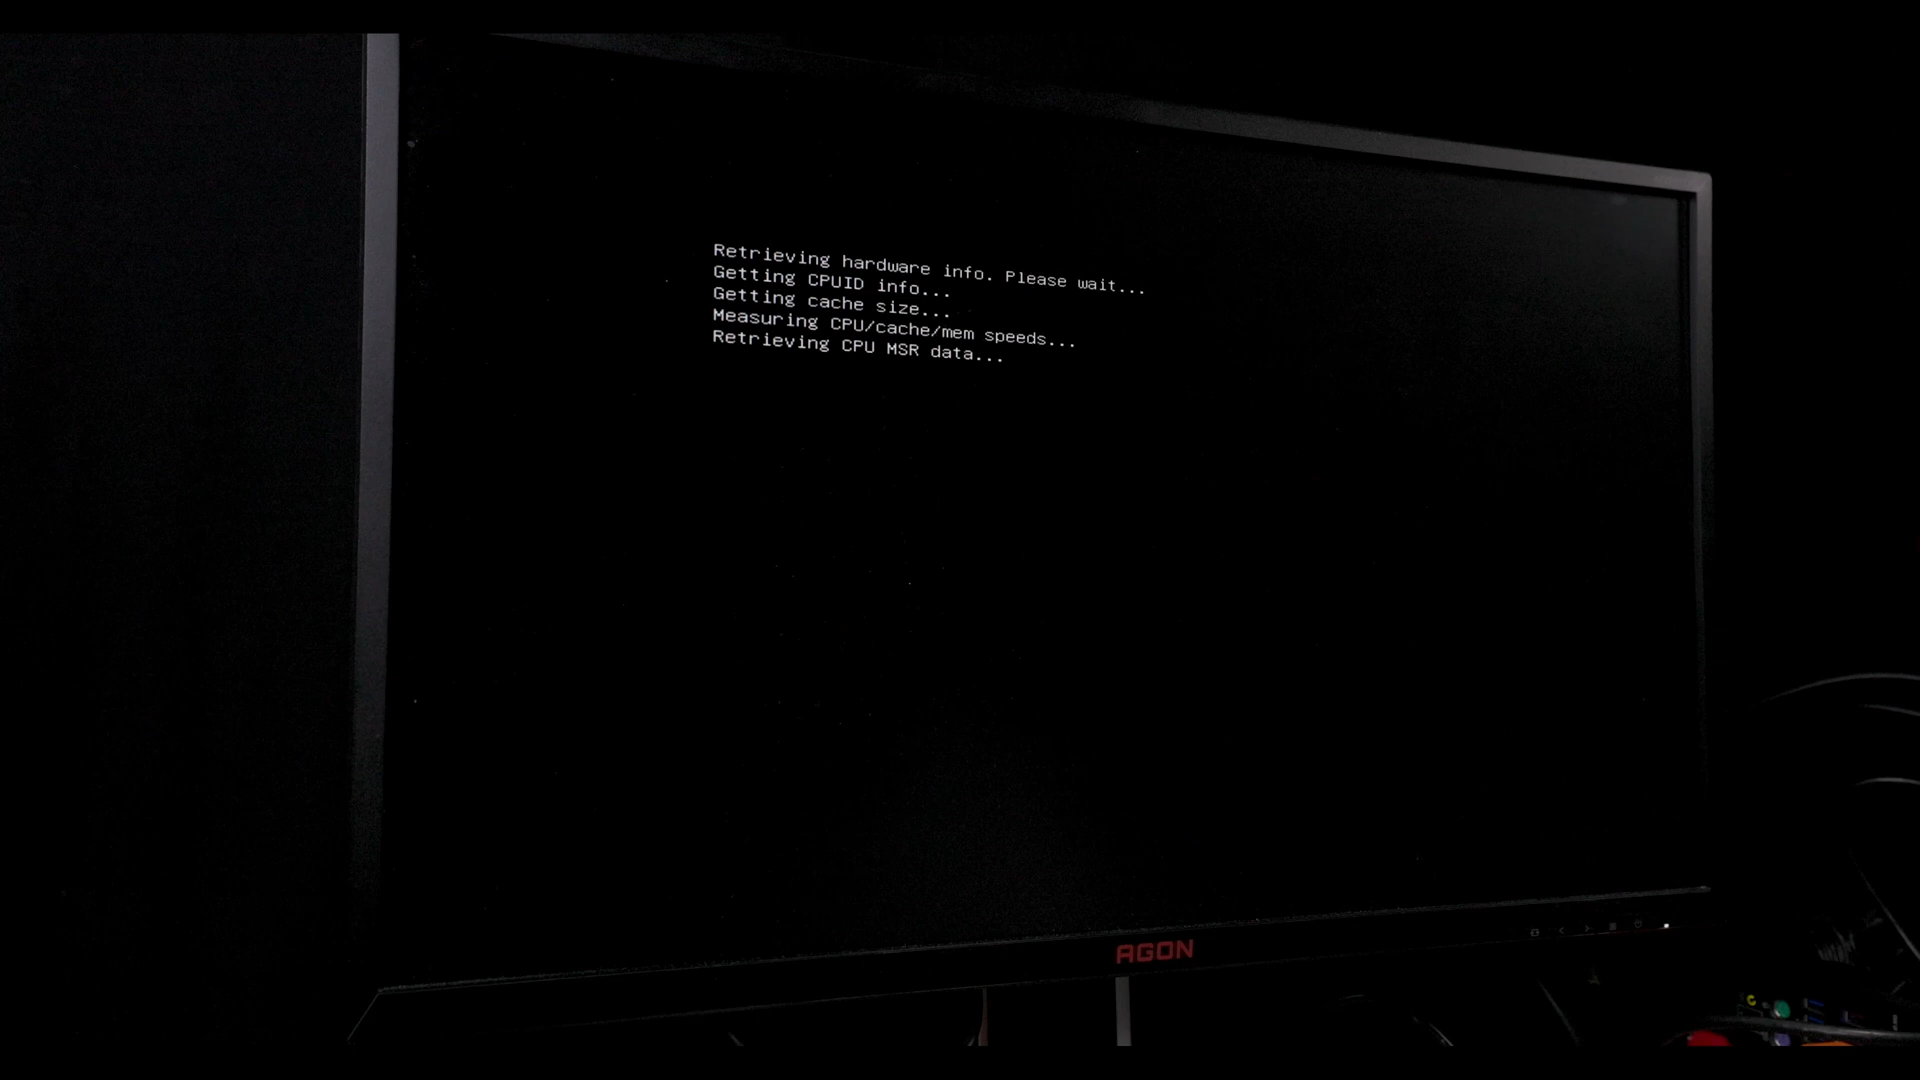 Retrieving hardware info. Please wait...
Getting CPUID info...
Getting cache size...
Measuring CPU/cache/mem speeds...
Retrieving CPU MSR data...
AGON